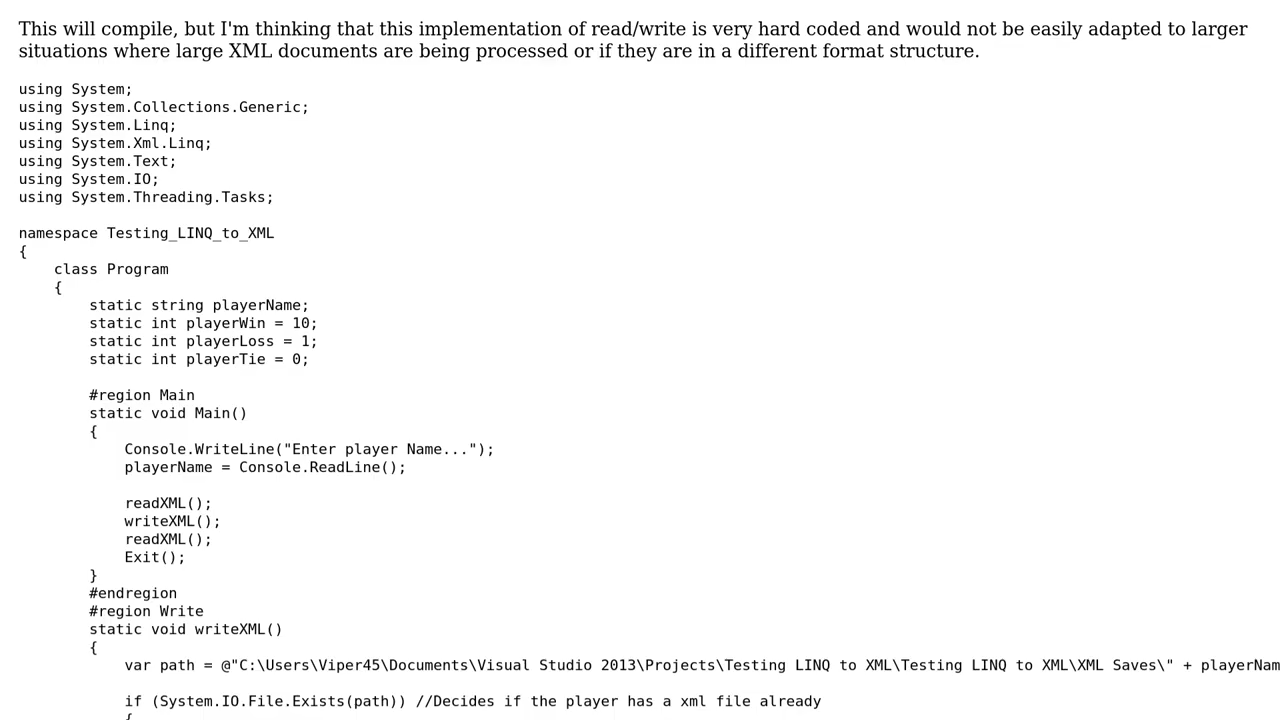 This will compile, but I'm thinking that this implementation of read/write is very hard coded and would not be easily adapted to larger
situations where large XML documents are being processed or if they are in a different format structure.
using System;
using System.Collections.Generic;
using System.Linq;
using System.Xml.Linq;
using System.Text;
using System.IO;
using System.Threading.Tasks;
namespace Testing_LINQ_to_XML
{
class Program
{
static string playerName;
static int playerWin = 10;
static int playerLoss = 1;
static int playerTie = 0;
#region Main
static void Main()
{
Console.WriteLine("Enter player Name...");
playerName = Console.ReadLine();
readXML();
writeXML();
readXML();
Exit();
}
#endregion
#region Write
static void writeXML()
{
var path = @"C:\Users\Viper45\Documents\Visual Studio 2013\Projects\Testing LINQ to XML\Testing LINQ to XML\XML Saves\" + playerNam
if (System.IO.File.Exists(path)) //Decides if the player has a xml file already
{